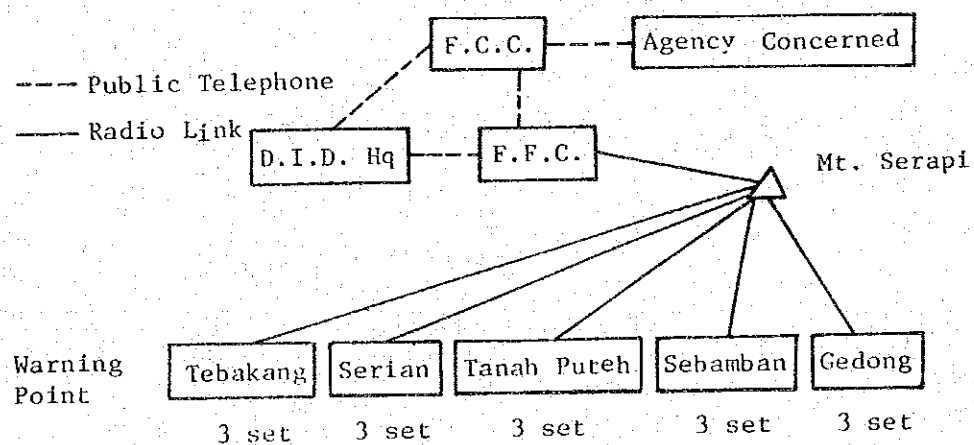 F.C.C.
Agency Concerned
Public Telephone
Radio Link
D.I.D. Hq
F.F.C.
Mt. Serapi
Warning
Point
Tebakang
Serian
Tanah Puteh
Sebamban
Gedong
3 set
3 set
3 set
3 set
3 set